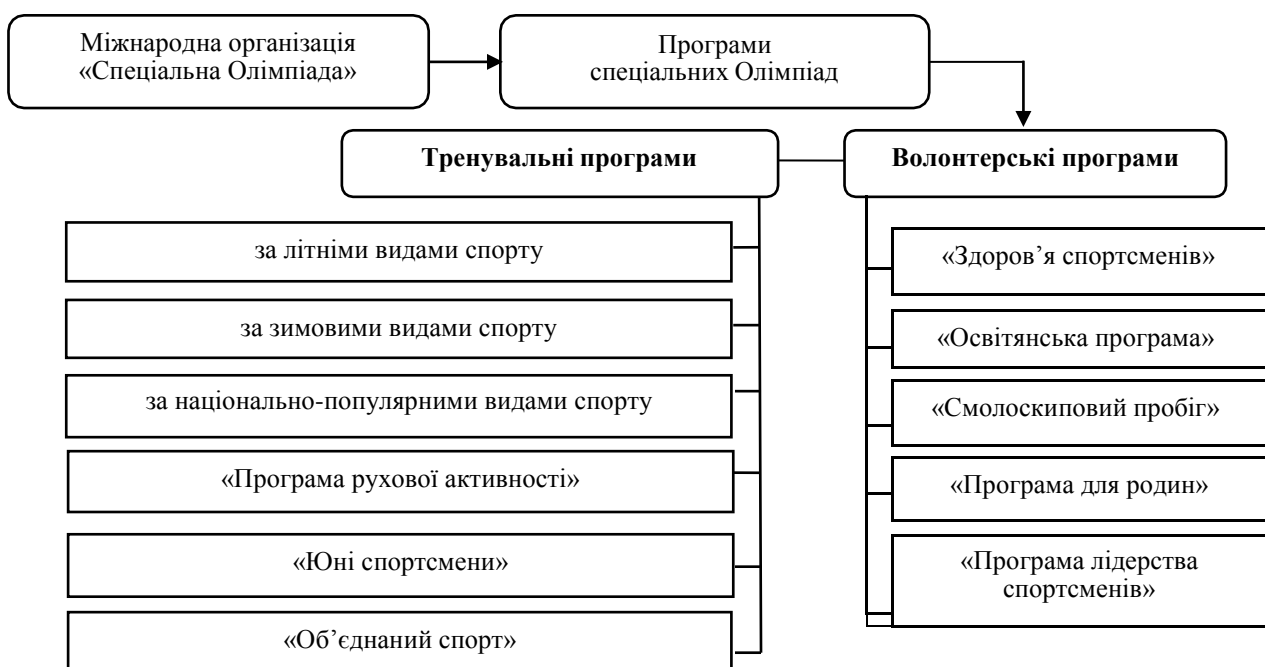 Міжнародна організація
«Спеціальна Олімпіада»
Програми
спеціальних Олімпіад
Тренувальні програми
Волонтерські програми
за літніми видами спорту
за зимовими видами спорту
за національно-популярними видами спорту
«Програма рухової активності»
«Юні спортсмени»
«Об’єднаний спорт»
«Здоров’я спортсменів»
«Освітянська програма»
«Смолоскиповий пробіг»
«Програма для родин»
«Програма лідерства
спортсменів»